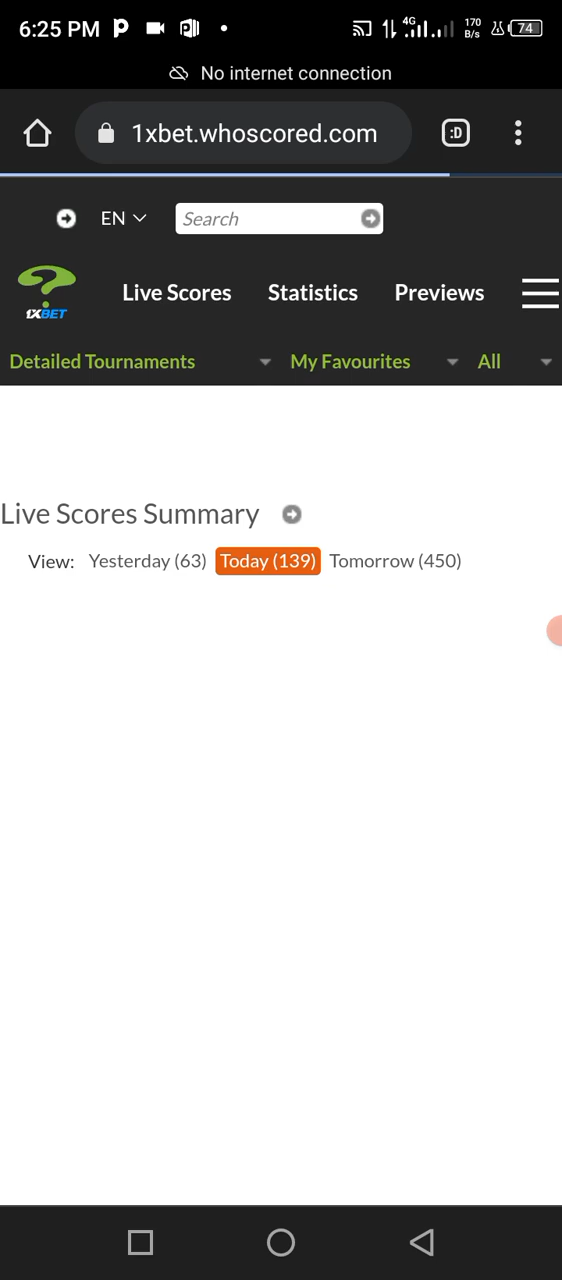 6:25 PM 4G 170 B/s 74
No internet connection
1xbet.whoscored.com :D
EN Search
1XBET Live Scores Statistics Previews
Detailed Tournaments My Favourites All
Live Scores Summary
View: Yesterday (63) Today (139) Tomorrow (450)